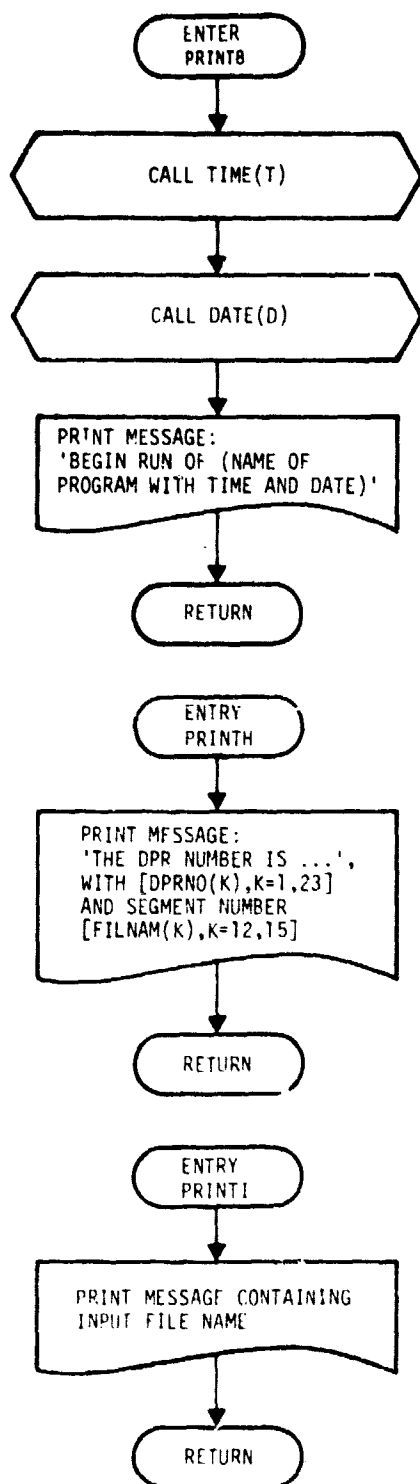 ENTER
PRINTB
CALL TIME(T)
CALL DATE(D)
PRINT MESSAGE:
'BEGIN RUN OF (NAME OF
PROGRAM WITH TIME AND DATE)'
RETURN
ENTRY
PRINTH
PRINT MESSAGE:
'THE DPR NUMBER IS ...',
WITH [DPRNO(K),K=1,23]
AND SEGMENT NUMBER
[FILNAM(K),K=12,15]
RETURN
ENTRY
PRINTI
PRINT MESSAGE CONTAINING
INPUT FILE NAME
RETURN